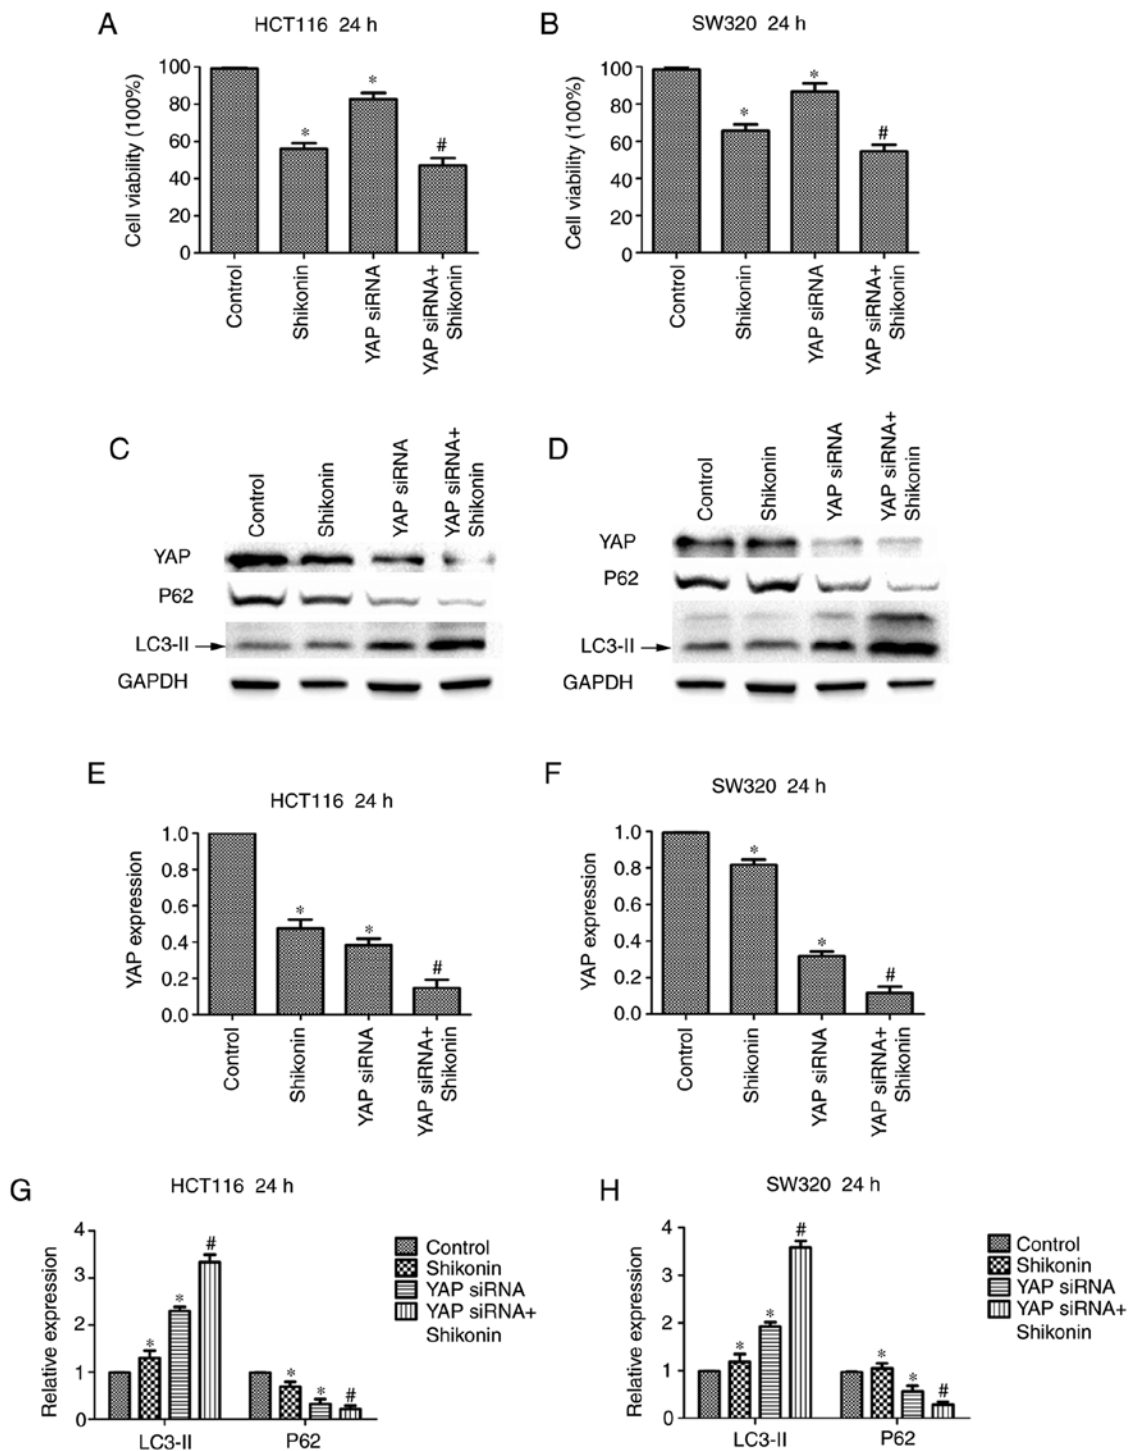 A
HCT116 24 h
Cell viability (100%)
100
80
60
40
20
0
*
*
#
Control
Shikonin
YAP siRNA
YAP siRNA+
Shikonin
B
SW320 24 h
Cell viability (100%)
100
80
60
40
20
0
*
*
#
Control
Shikonin
YAP siRNA
YAP siRNA+
Shikonin
C
Control
Shikonin
YAP siRNA
YAP siRNA+
Shikonin
YAP
P62
LC3-II
GAPDH
D
Control
Shikonin
YAP siRNA
YAP siRNA+
Shikonin
YAP
P62
LC3-II
GAPDH
E
HCT116 24 h
YAP expression
1.0
0.8
0.6
0.4
0.2
0.0
*
*
#
Control
Shikonin
YAP siRNA
YAP siRNA+
Shikonin
F
SW320 24 h
YAP expression
1.0
0.8
0.6
0.4
0.2
0.0
*
*
#
Control
Shikonin
YAP siRNA
YAP siRNA+
Shikonin
G
HCT116 24 h
Relative expression
4
3
2
1
0
*
*
#
*
*
#
LC3-II
P62
Control
Shikonin
YAP siRNA
YAP siRNA+
Shikonin
H
SW320 24 h
Relative expression
4
3
2
1
0
*
*
#
*
*
#
LC3-II
P62
Control
Shikonin
YAP siRNA
YAP siRNA+
Shikonin